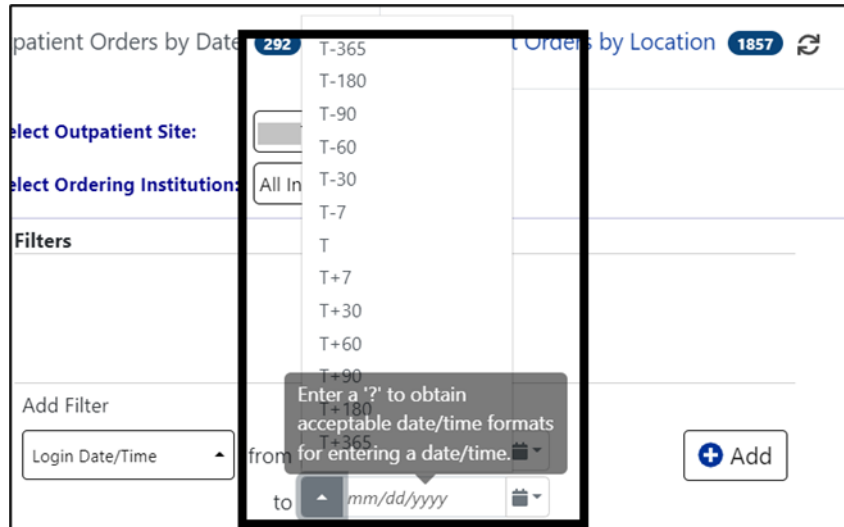 patient Orders by Date 292 t Orders by Location 1857
elect Outpatient Site:
elect Ordering Institution: All In
T-365
T-180
T-90
T-60
T-30
T-7
T
T+7
T+30
T+60
T+90
T+180
T+365
Filters
Add Filter
Login Date/Time from
to mm/dd/yyyy
Enter a '?' to obtain
acceptable date/time formats
for entering a date/time.
Add